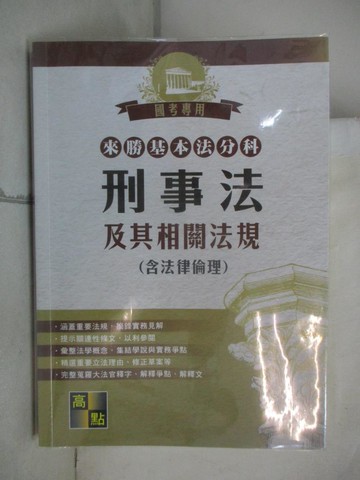 國考專用
來勝基本法分科
刑事法
及其相關法規
(含法律倫理)
•涵蓋重要法規,收錄實務見解
•提示關連性條文,以利參閱
•彙整法學概念、集結學說與實務爭點
•精選重要立法理由、修正草案等
•完整蒐羅大法官釋字、解釋爭點、解釋文
高點